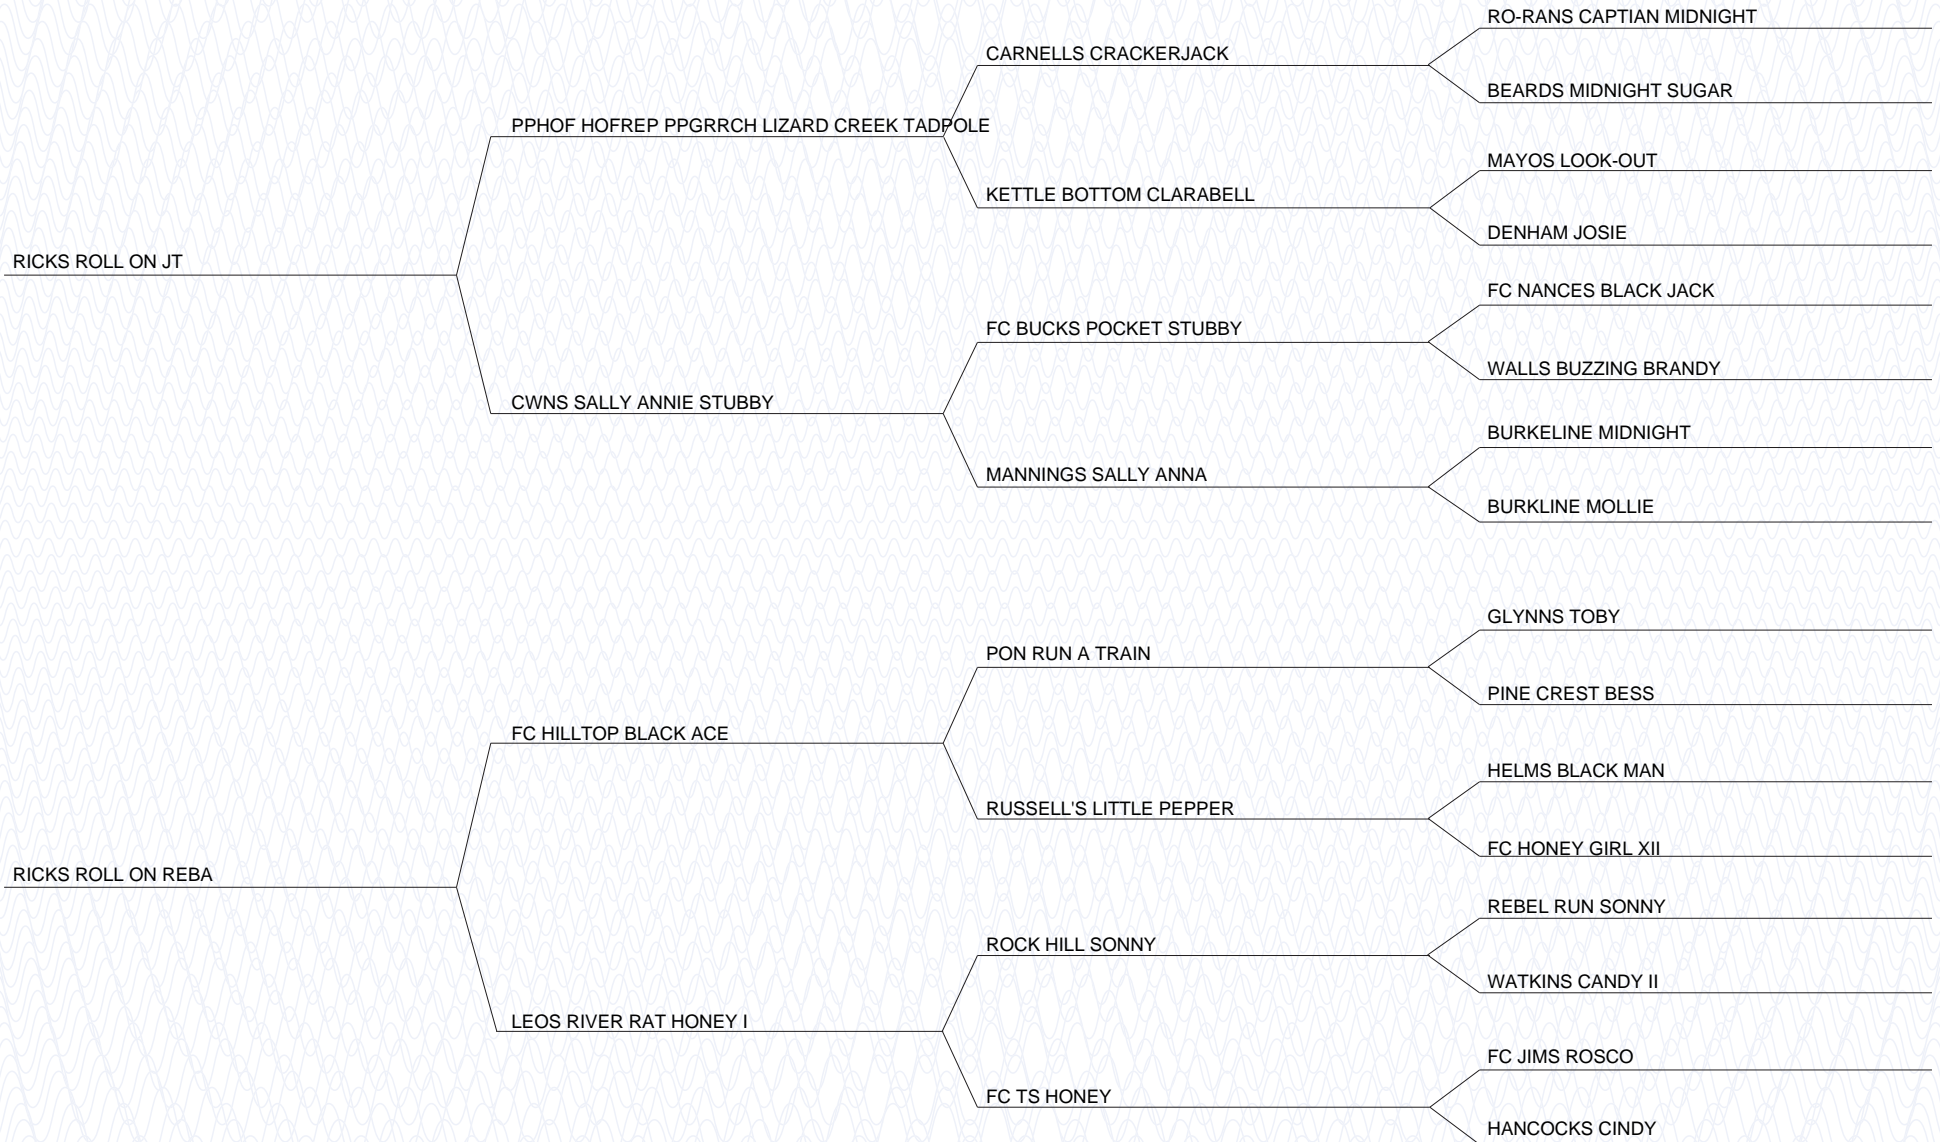 RO-RANS CAPTIAN MIDNIGHT
CARNELLS CRACKERJACK
BEARDS MIDNIGHT SUGAR
PPHOF HOFREP PPGRRCH LIZARD CREEK TADPOLE
MAYOS LOOK-OUT
KETTLE BOTTOM CLARABELL
DENHAM JOSIE
RICKS ROLL ON JT
FC NANCES BLACK JACK
FC BUCKS POCKET STUBBY
WALLS BUZZING BRANDY
CWNS SALLY ANNIE STUBBY
BURKELINE MIDNIGHT
MANNINGS SALLY ANNA
BURKLINE MOLLIE
GLYNNS TOBY
PON RUN A TRAIN
PINE CREST BESS
FC HILLTOP BLACK ACE
HELMS BLACK MAN
RUSSELL'S LITTLE PEPPER
FC HONEY GIRL XII
RICKS ROLL ON REBA
REBEL RUN SONNY
ROCK HILL SONNY
WATKINS CANDY II
LEOS RIVER RAT HONEY I
FC JIMS ROSCO
FC TS HONEY
HANCOCKS CINDY